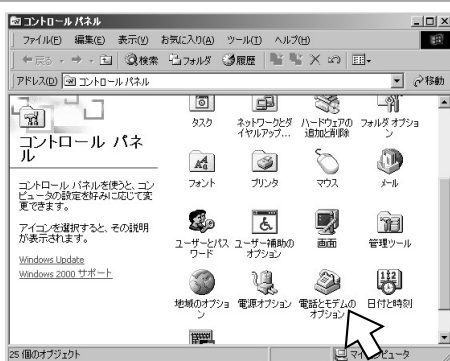 コントロール パネル
ファイル(F) 編集(E) 表示(V) お気に入り(A) ツール(T) ヘルプ(H)
戻る 検索 フォルダ 履歴
アドレス(D) コントロール パネル 移動
コントロール パネ
ル
コントロール パネルを使うと、コン
ピュータの設定を好みに応じて変
更できます。
アイコンを選択すると、その説明
が表示されます。
Windows Update
Windows 2000 サポート
タスク
ネットワークとダ
イヤルアップ...
ハードウェアの
追加と削除
フォルダ オプショ
ン
フォント
プリンタ
マウス
メール
ユーザーとパス
ワード
ユーザー補助の
オプション
画面
管理ツール
地域のオプショ
ン
電源オプション
電話とモデムの
オプション
日付と時刻
25 個のオブジェクト
マイ コンピュータ